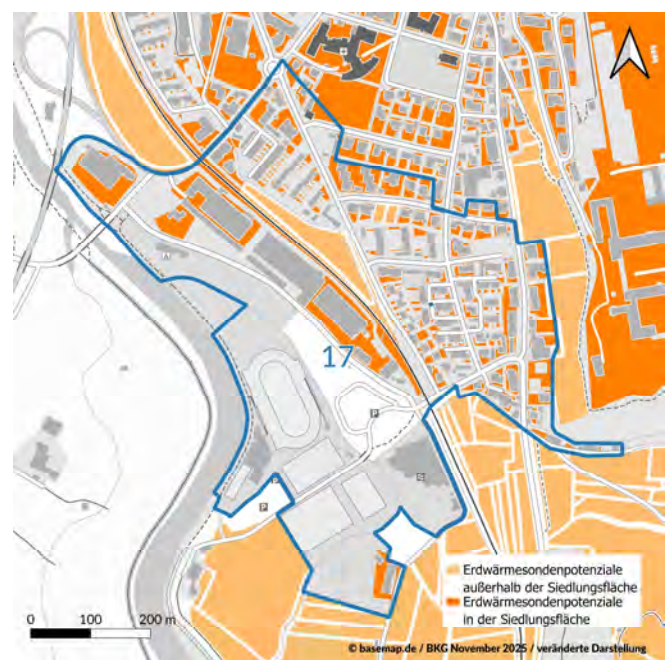 17
P
P
P
S
Erdwärmesondenpotenziale
außerhalb der Siedlungsfläche
Erdwärmesondenpotenziale
in der Siedlungsfläche
0 100 200 m
© basemap.de / BKG November 2025 / veränderte Darstellung